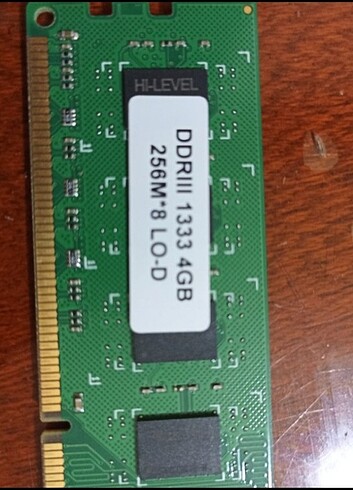 HI-LEVEL
DDRIII 1333 4GB
256M*8 LO-D